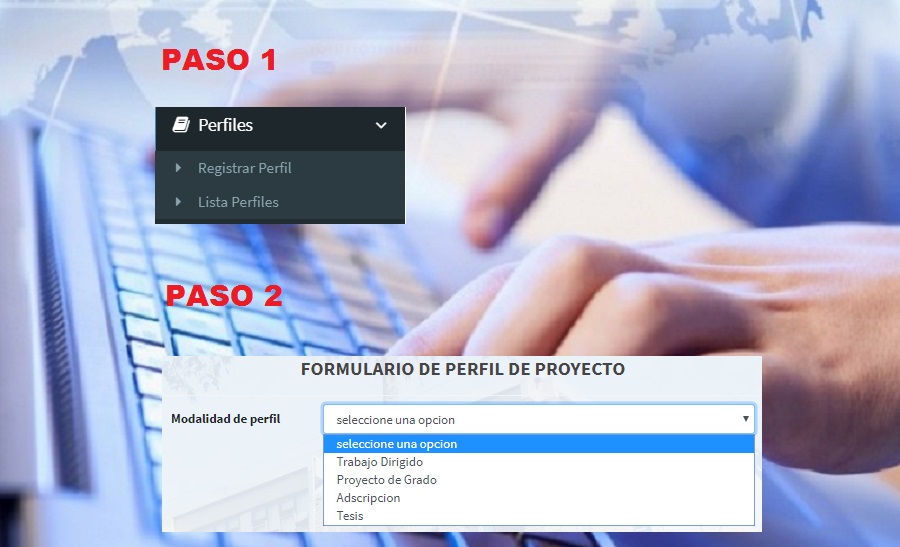 PASO 1
Perfiles
Registrar Perfil
Lista Perfiles
PASO 2
FORMULARIO DE PERFIL DE PROYECTO
Modalidad de perfil
seleccione una opcion
seleccione una opcion
Trabajo Dirigido
Proyecto de Grado
Adscripcion
Tesis